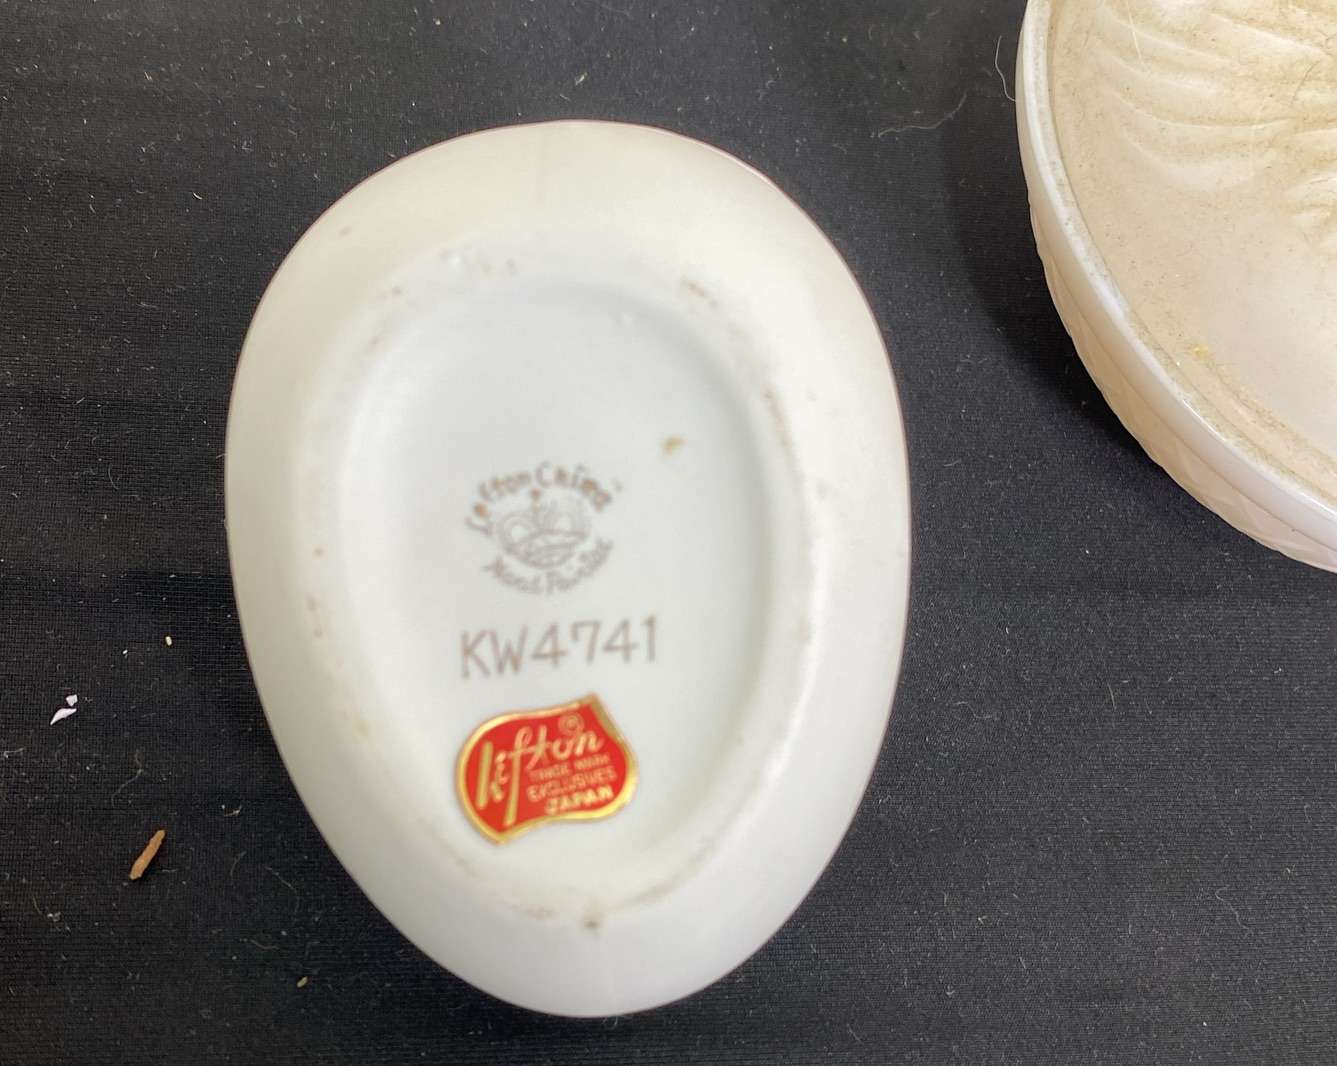 Lefton China
Hand Painted
KW4741
Lefton ®
TRADE MARK
EXCLUSIVES
JAPAN